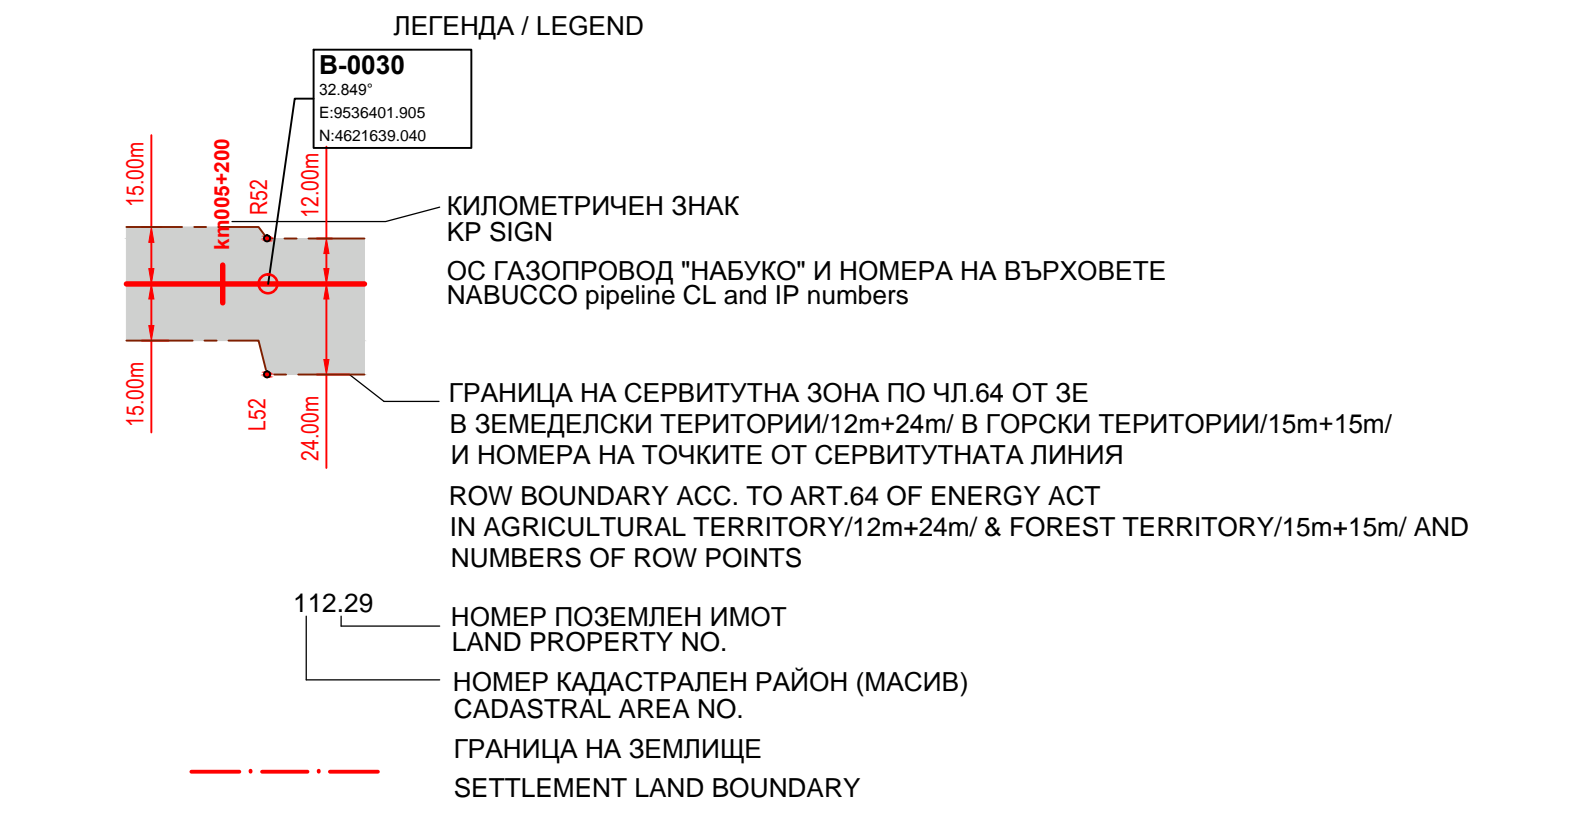 ЛЕГЕНДА / LEGEND
B-0030
32.849°
E:9536401.905
N:4621639.040
15.00m
km005+200
R52
12.00m
КИЛОМЕТРИЧЕН ЗНАК
KP SIGN
ОС ГАЗОПРОВОД "НАБУКО" И НОМЕРА НА ВЪРХОВЕТЕ
NABUCCO pipeline CL and IP numbers
15.00m
L52
24.00m
ГРАНИЦА НА СЕРВИТУТНА ЗОНА ПО ЧЛ.64 ОТ ЗЕ
В ЗЕМЕДЕЛСКИ ТЕРИТОРИИ/12m+24m/ В ГОРСКИ ТЕРИТОРИИ/15m+15m/
И НОМЕРА НА ТОЧКИТЕ ОТ СЕРВИТУТНАТА ЛИНИЯ
ROW BOUNDARY ACC. TO ART.64 OF ENERGY ACT
IN AGRICULTURAL TERRITORY/12m+24m/ & FOREST TERRITORY/15m+15m/ AND
NUMBERS OF ROW POINTS
112.29
НОМЕР ПОЗЕМЛЕН ИМОТ
LAND PROPERTY NO.
НОМЕР КАДАСТРАЛЕН РАЙОН (МАСИВ)
CADASTRAL AREA NO.
ГРАНИЦА НА ЗЕМЛИЩЕ
SETTLEMENT LAND BOUNDARY